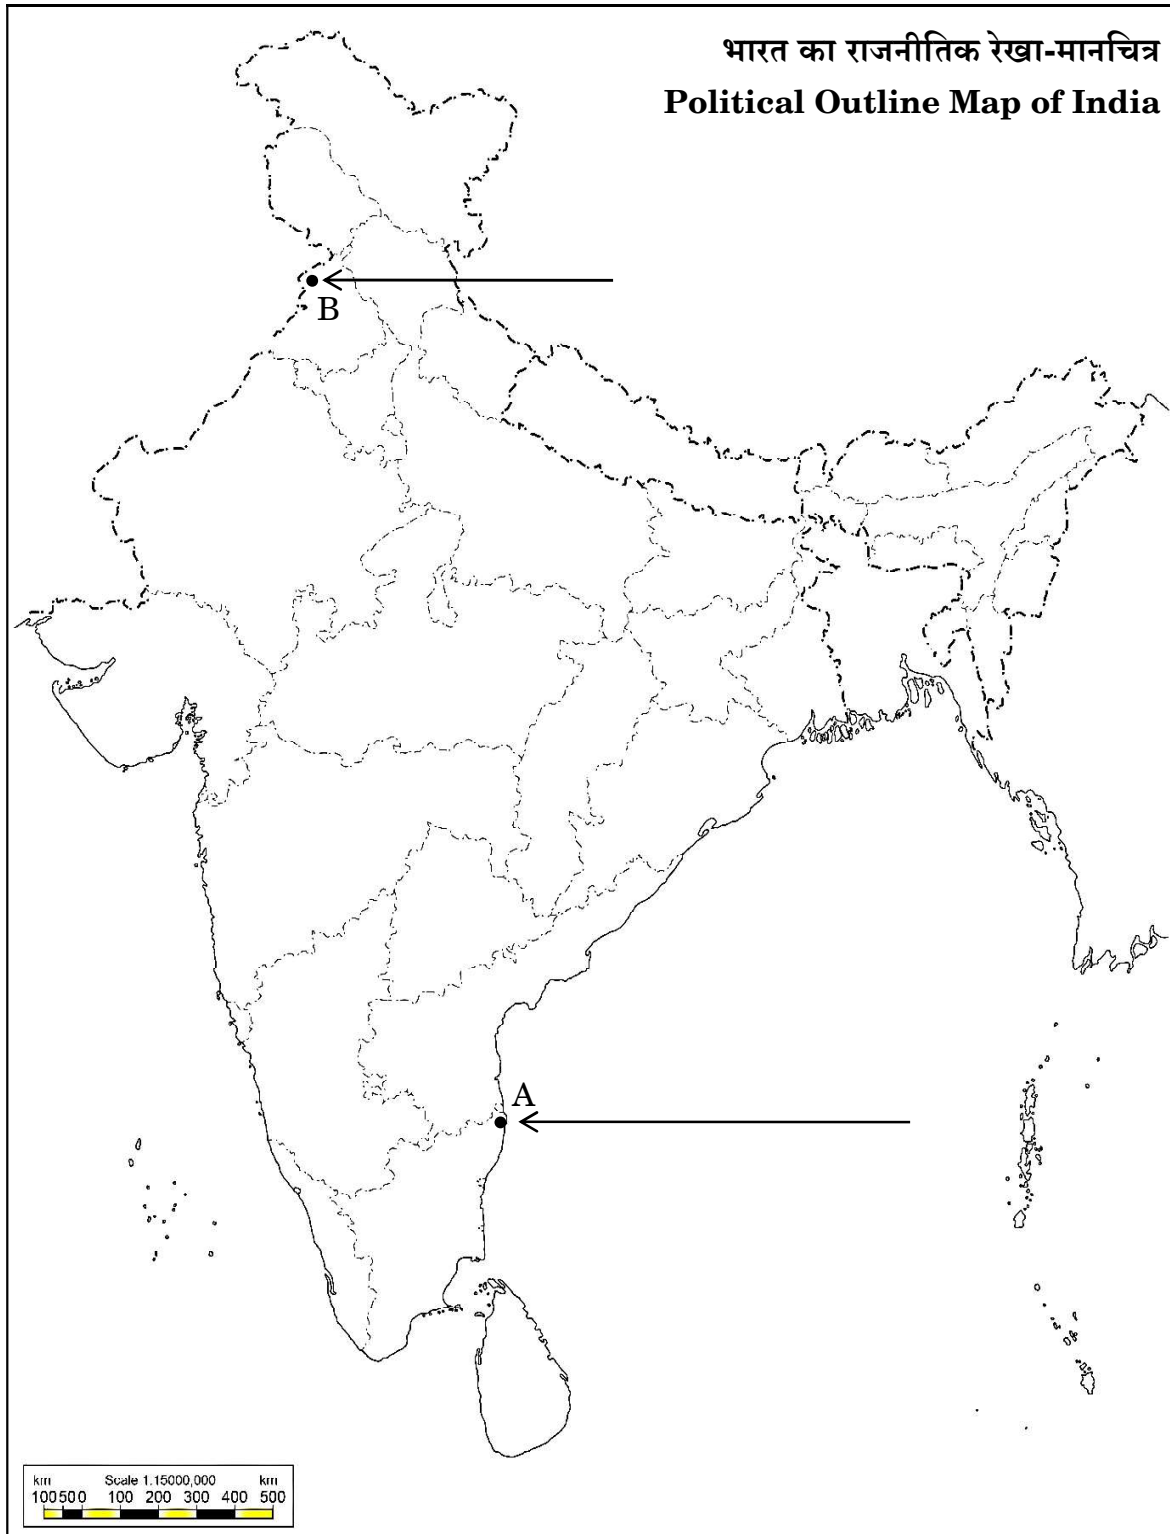 भारत का राजनीतिक रेखा-मानचित्र
Political Outline Map of India
B
A
km Scale 1:15000,000 km
100 50 0 100 200 300 400 500